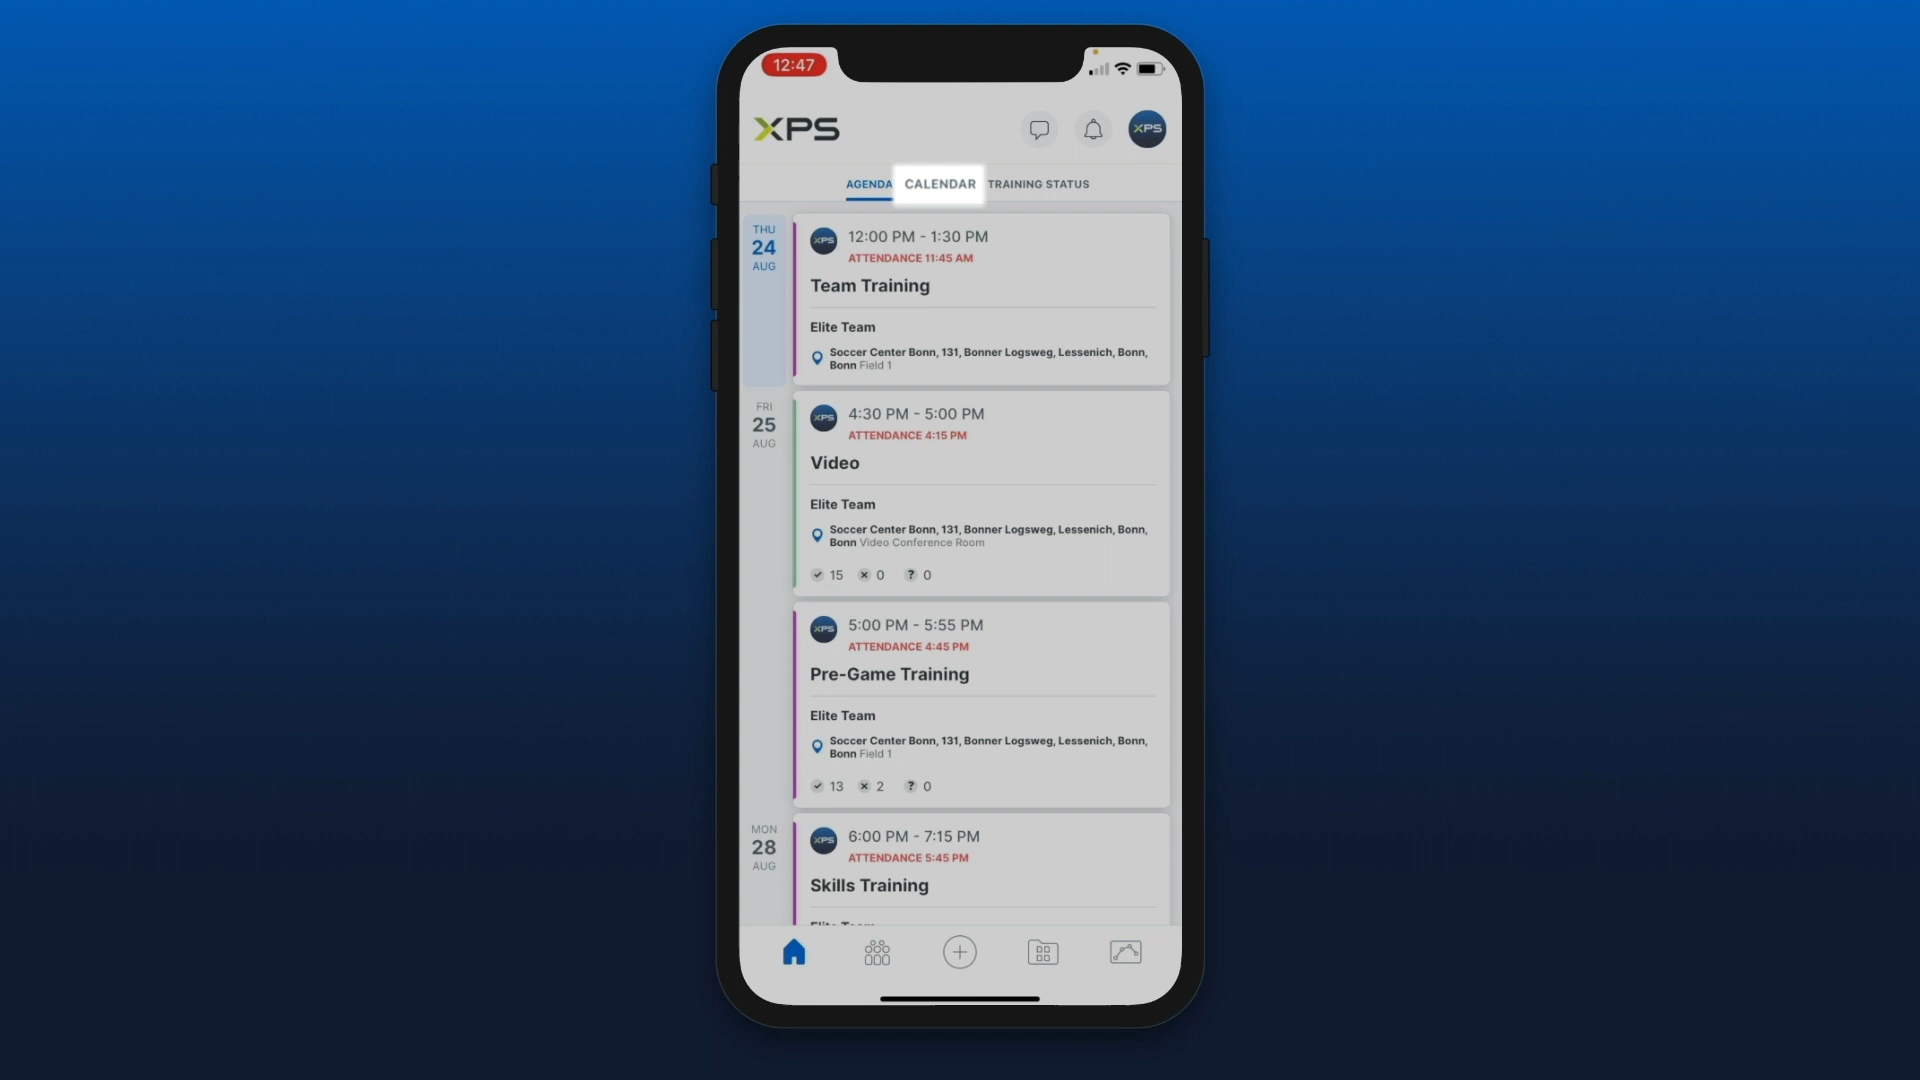 12:47
XPS
XPS
AGENDA CALENDAR TRAINING STATUS
THU
24
AUG
XPS
12:00 PM - 1:30 PM
ATTENDANCE 11:45 AM
Team Training
Elite Team
Soccer Center Bonn, 131, Bonner Logsweg, Lessenich, Bonn,
Bonn Field 1
FRI
25
AUG
XPS
4:30 PM - 5:00 PM
ATTENDANCE 4:15 PM
Video
Elite Team
Soccer Center Bonn, 131, Bonner Logsweg, Lessenich, Bonn,
Bonn Video Conference Room
15 0 ? 0
XPS
5:00 PM - 5:55 PM
ATTENDANCE 4:45 PM
Pre-Game Training
Elite Team
Soccer Center Bonn, 131, Bonner Logsweg, Lessenich, Bonn,
Bonn Field 1
13 2 ? 0
MON
28
AUG
XPS
6:00 PM - 7:15 PM
ATTENDANCE 5:45 PM
Skills Training
Elite Team